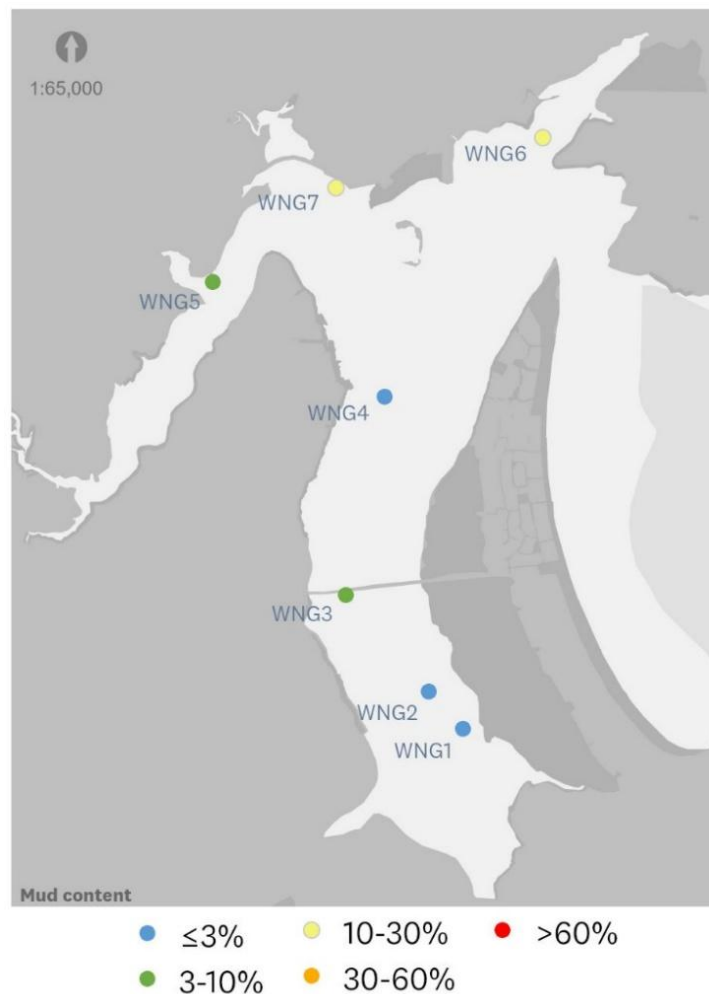 1:65,000
WNG6
WNG7
WNG5
WNG4
WNG3
WNG2
WNG1
Mud content
≤3% 10-30% >60%
3-10% 30-60%